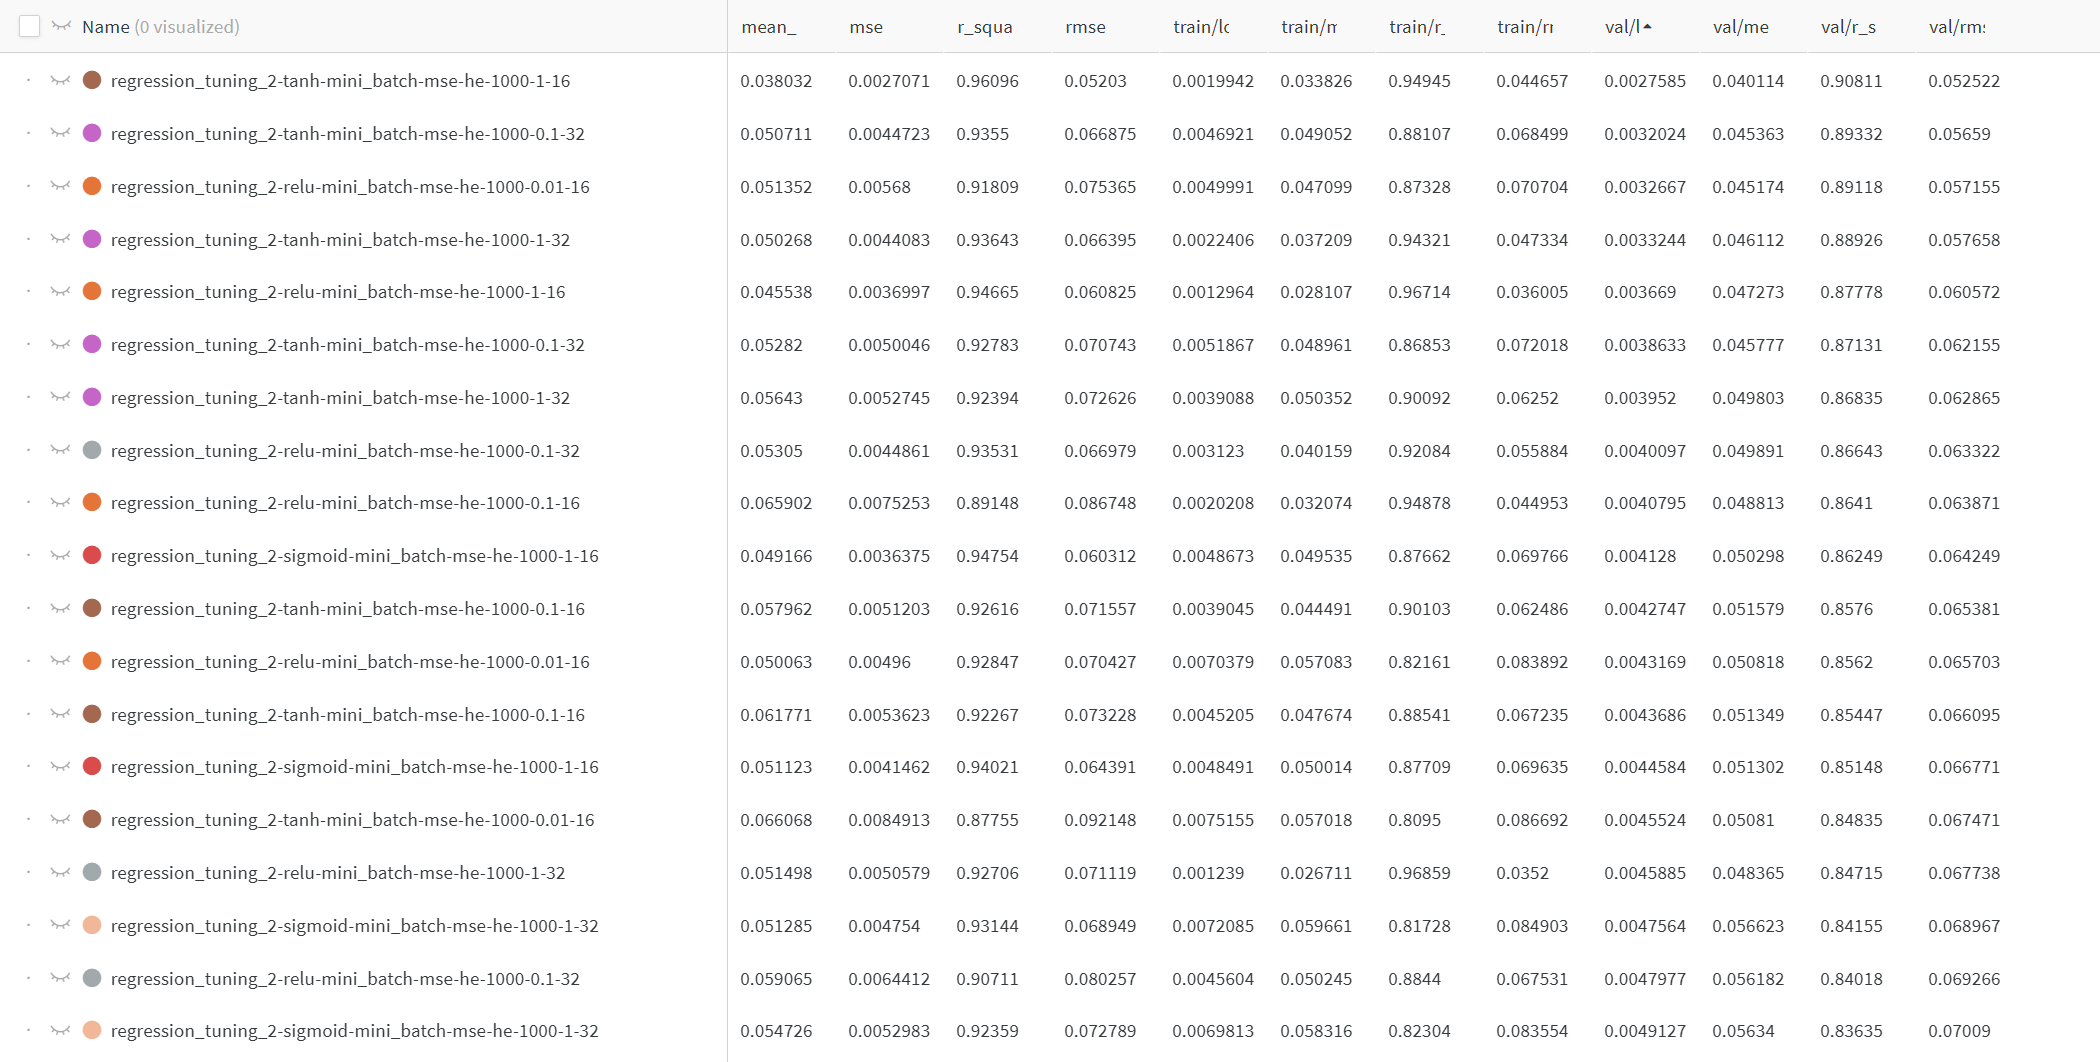 Name (0 visualized) mean_ mse r_squa rmse train/lc train/m train/r_ train/rr val/l val/me val/r_s val/rm:
regression_tuning_2-tanh-mini_batch-mse-he-1000-1-16 0.038032 0.0027071 0.96096 0.05203 0.0019942 0.033826 0.94945 0.044657 0.0027585 0.040114 0.90811 0.052522
regression_tuning_2-tanh-mini_batch-mse-he-1000-0.1-32 0.050711 0.0044723 0.9355 0.066875 0.0046921 0.049052 0.88107 0.068499 0.0032024 0.045363 0.89332 0.05659
regression_tuning_2-relu-mini_batch-mse-he-1000-0.01-16 0.051352 0.00568 0.91809 0.075365 0.0049991 0.047099 0.87328 0.070704 0.0032667 0.045174 0.89118 0.057155
regression_tuning_2-tanh-mini_batch-mse-he-1000-1-32 0.050268 0.0044083 0.93643 0.066395 0.0022406 0.037209 0.94321 0.047334 0.0033244 0.046112 0.88926 0.057658
regression_tuning_2-relu-mini_batch-mse-he-1000-1-16 0.045538 0.0036997 0.94665 0.060825 0.0012964 0.028107 0.96714 0.036005 0.003669 0.047273 0.87778 0.060572
regression_tuning_2-tanh-mini_batch-mse-he-1000-0.1-32 0.05282 0.0050046 0.92783 0.070743 0.0051867 0.048961 0.86853 0.072018 0.0038633 0.045777 0.87131 0.062155
regression_tuning_2-tanh-mini_batch-mse-he-1000-1-32 0.05643 0.0052745 0.92394 0.072626 0.0039088 0.050352 0.90092 0.06252 0.003952 0.049803 0.86835 0.062865
regression_tuning_2-relu-mini_batch-mse-he-1000-0.1-32 0.05305 0.0044861 0.93531 0.066979 0.003123 0.040159 0.92084 0.055884 0.0040097 0.049891 0.86643 0.063322
regression_tuning_2-relu-mini_batch-mse-he-1000-0.1-16 0.065902 0.0075253 0.89148 0.086748 0.0020208 0.032074 0.94878 0.044953 0.0040795 0.048813 0.8641 0.063871
regression_tuning_2-sigmoid-mini_batch-mse-he-1000-1-16 0.049166 0.0036375 0.94754 0.060312 0.0048673 0.049535 0.87662 0.069766 0.004128 0.050298 0.86249 0.064249
regression_tuning_2-tanh-mini_batch-mse-he-1000-0.1-16 0.057962 0.0051203 0.92616 0.071557 0.0039045 0.044491 0.90103 0.062486 0.0042747 0.051579 0.8576 0.065381
regression_tuning_2-relu-mini_batch-mse-he-1000-0.01-16 0.050063 0.00496 0.92847 0.070427 0.0070379 0.057083 0.82161 0.083892 0.0043169 0.050818 0.8562 0.065703
regression_tuning_2-tanh-mini_batch-mse-he-1000-0.1-16 0.061771 0.0053623 0.92267 0.073228 0.0045205 0.047674 0.88541 0.067235 0.0043686 0.051349 0.85447 0.066095
regression_tuning_2-sigmoid-mini_batch-mse-he-1000-1-16 0.051123 0.0041462 0.94021 0.064391 0.0048491 0.050014 0.87709 0.069635 0.0044584 0.051302 0.85148 0.066771
regression_tuning_2-tanh-mini_batch-mse-he-1000-0.01-16 0.066068 0.0084913 0.87755 0.092148 0.0075155 0.057018 0.8095 0.086692 0.0045524 0.05081 0.84835 0.067471
regression_tuning_2-relu-mini_batch-mse-he-1000-1-32 0.051498 0.0050579 0.92706 0.071119 0.001239 0.026711 0.96859 0.0352 0.0045885 0.048365 0.84715 0.067738
regression_tuning_2-sigmoid-mini_batch-mse-he-1000-1-32 0.051285 0.004754 0.93144 0.068949 0.0072085 0.059661 0.81728 0.084903 0.0047564 0.056623 0.84155 0.068967
regression_tuning_2-relu-mini_batch-mse-he-1000-0.1-32 0.059065 0.0064412 0.90711 0.080257 0.0045604 0.050245 0.8844 0.067531 0.0047977 0.056182 0.84018 0.069266
regression_tuning_2-sigmoid-mini_batch-mse-he-1000-1-32 0.054726 0.0052983 0.92359 0.072789 0.0069813 0.058316 0.82304 0.083554 0.0049127 0.05634 0.83635 0.07009